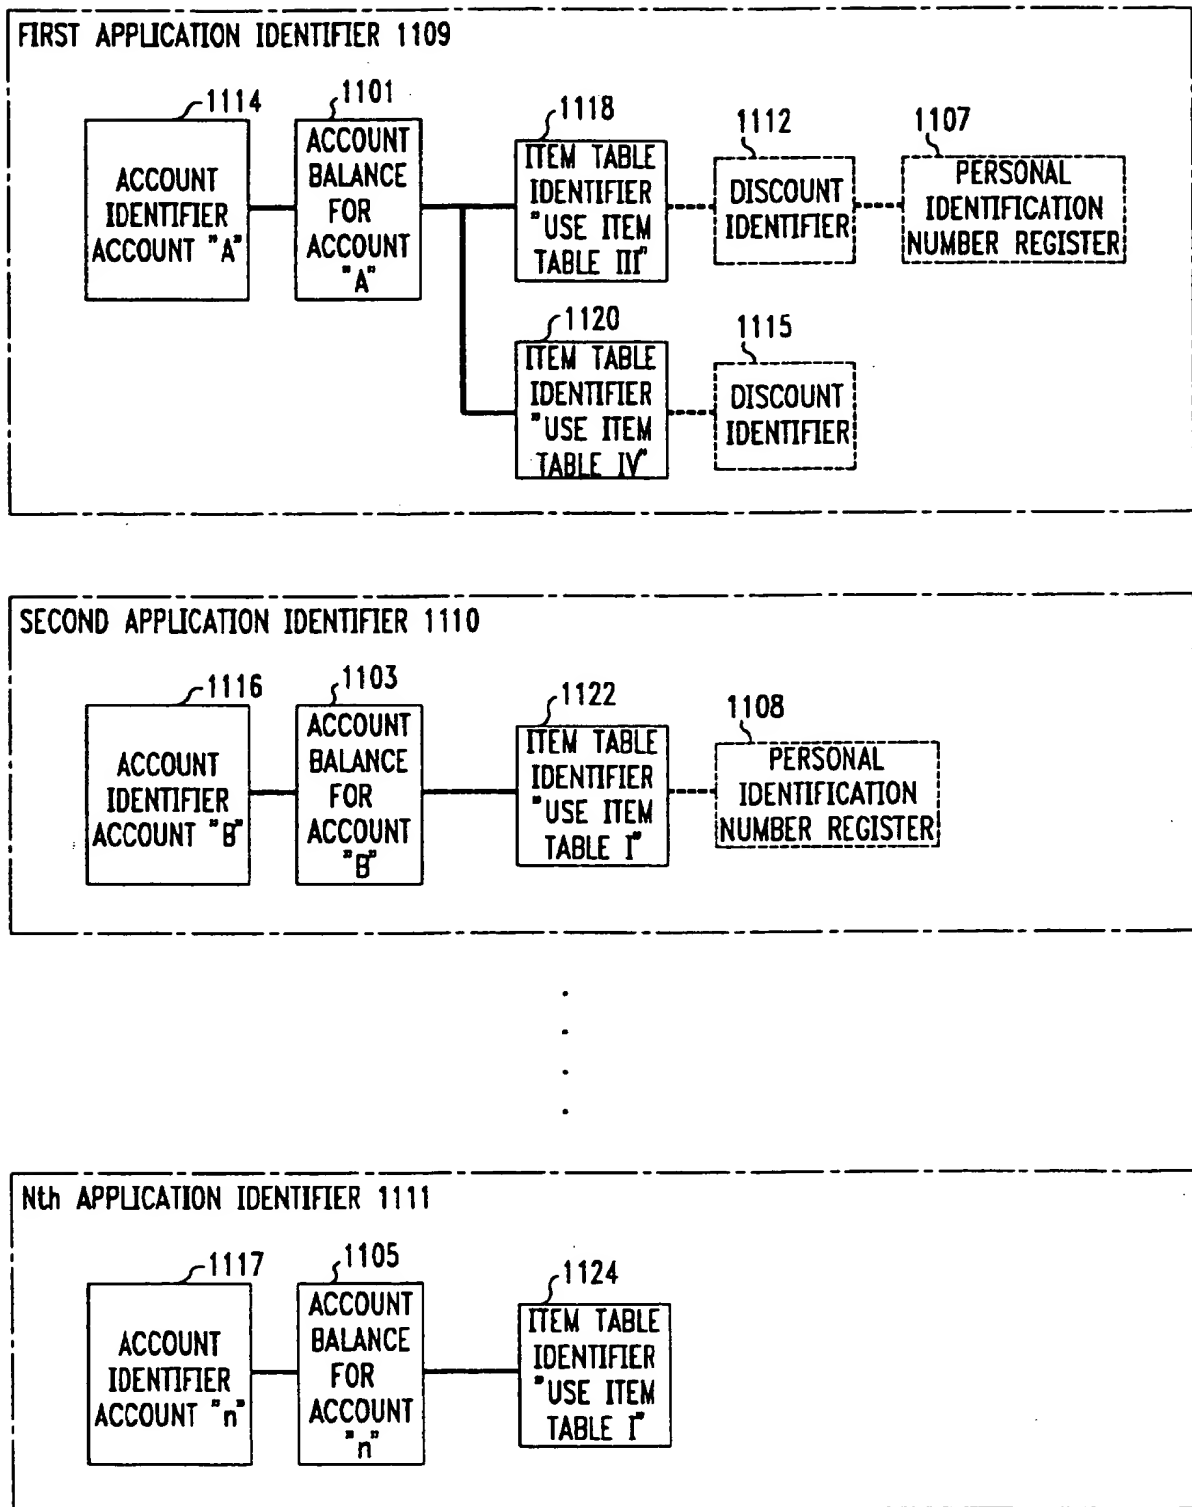 FIRST APPLICATION IDENTIFIER 1109
1114
ACCOUNT
IDENTIFIER
ACCOUNT "A"
1101
ACCOUNT
BALANCE
FOR
ACCOUNT
"A"
1118
ITEM TABLE
IDENTIFIER
"USE ITEM
TABLE III"
1112
DISCOUNT
IDENTIFIER
1107
PERSONAL
IDENTIFICATION
NUMBER REGISTER
1120
ITEM TABLE
IDENTIFIER
"USE ITEM
TABLE IV"
1115
DISCOUNT
IDENTIFIER
SECOND APPLICATION IDENTIFIER 1110
1116
ACCOUNT
IDENTIFIER
ACCOUNT "B"
1103
ACCOUNT
BALANCE
FOR
ACCOUNT
"B"
1122
ITEM TABLE
IDENTIFIER
"USE ITEM
TABLE I"
1108
PERSONAL
IDENTIFICATION
NUMBER REGISTER
Nth APPLICATION IDENTIFIER 1111
1117
ACCOUNT
IDENTIFIER
ACCOUNT "n"
1105
ACCOUNT
BALANCE
FOR
ACCOUNT
"n"
1124
ITEM TABLE
IDENTIFIER
"USE ITEM
TABLE I"